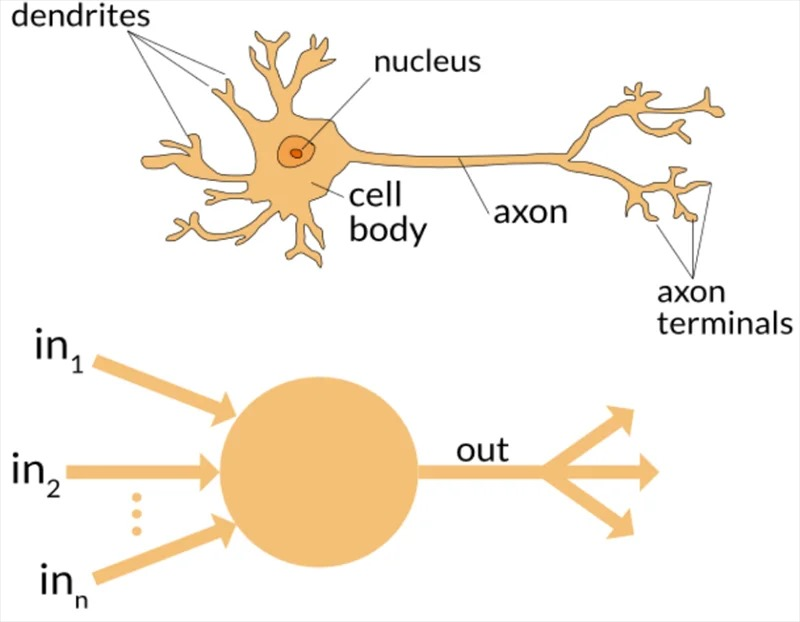 dendrites
nucleus
cell
body
axon
axon
terminals
in1
in2
out
inn